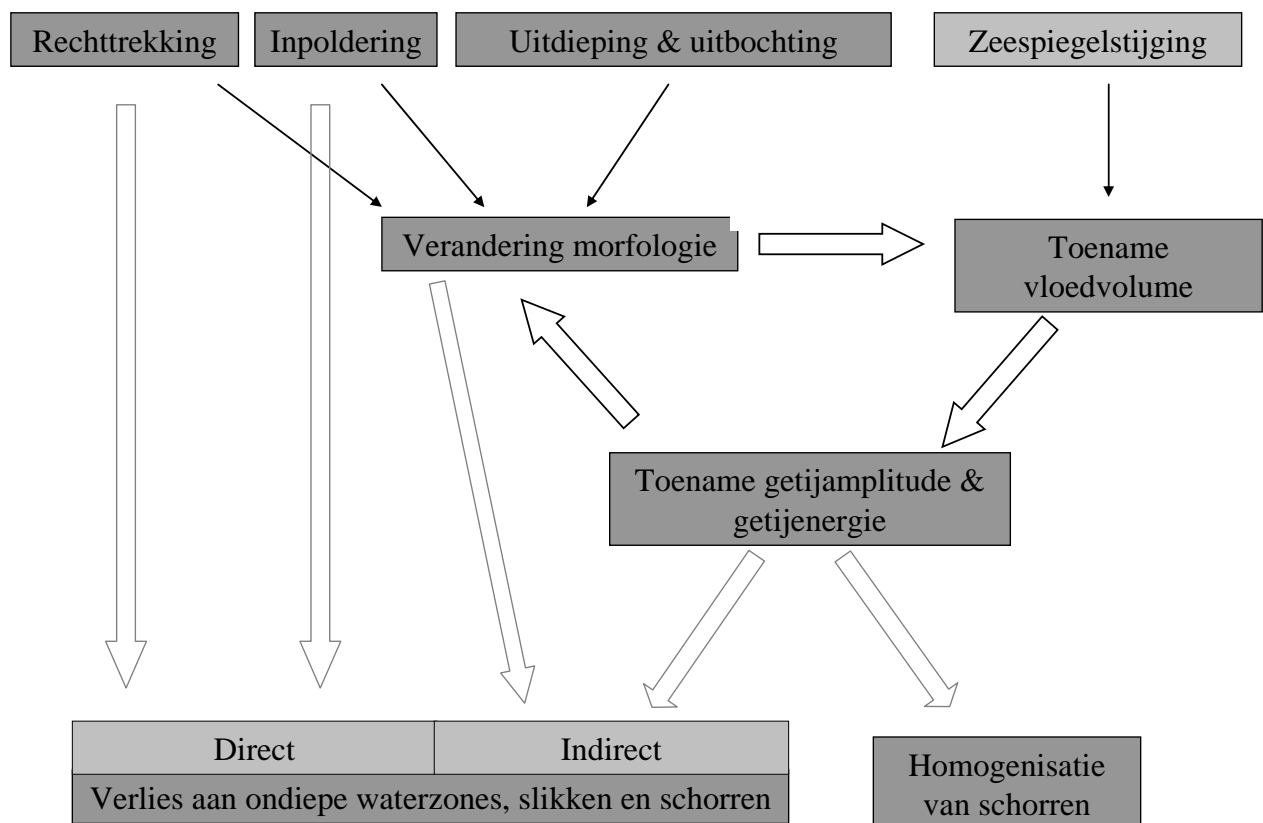 Rechttrekking
Inpoldering
Uitdieping & uitbochting
Zeespiegelstijging
Verandering morfologie
Toename
vloedvolume
Toename getijamplitude &
getijenergie
Direct
Indirect
Verlies aan ondiepe waterzones, slikken en schorren
Homogenisatie
van schorren